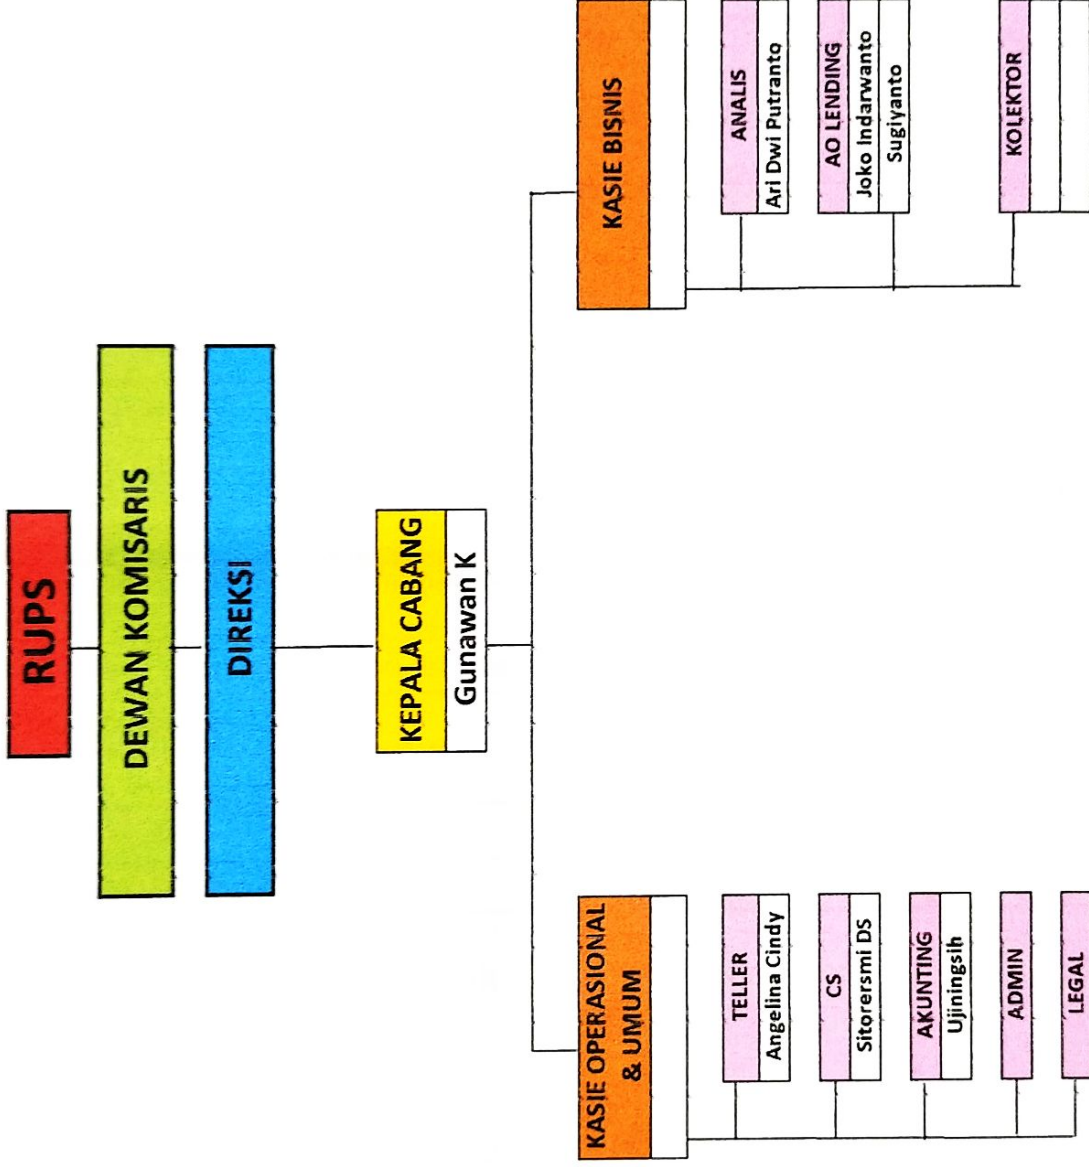 RUPS
DEWAN KOMISARIS
DIREKSI
KEPALA CABANG
Gunawan K
KASIE OPERASIONAL
& UMUM
TELLER
Angelina Cindy
CS
Sitorersmi DS
AKUNTING
Ujiningsih
ADMIN
LEGAL
KASIE BISNIS
ANALIS
Ari Dwi Putranto
AO LENDING
Joko Indarwanto
Sugiyanto
KOLEKTOR